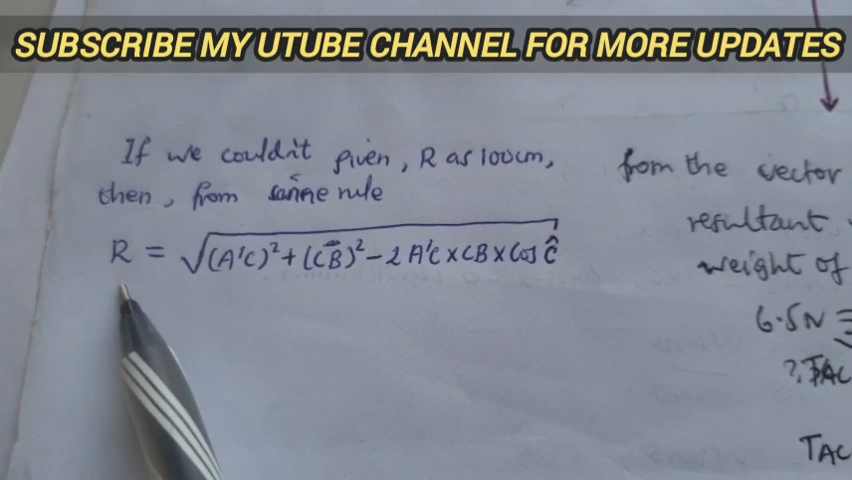 SUBSCRIBE MY UTUBE CHANNEL FOR MORE UPDATES
If we couldn't given, R as 100cm,
then, from rule
R = √(A'C)² + (CB)² − 2 A'C × CB × Cos Ĉ
from the vector
resultant
weight of
6.5N =
?, TAC
TAC